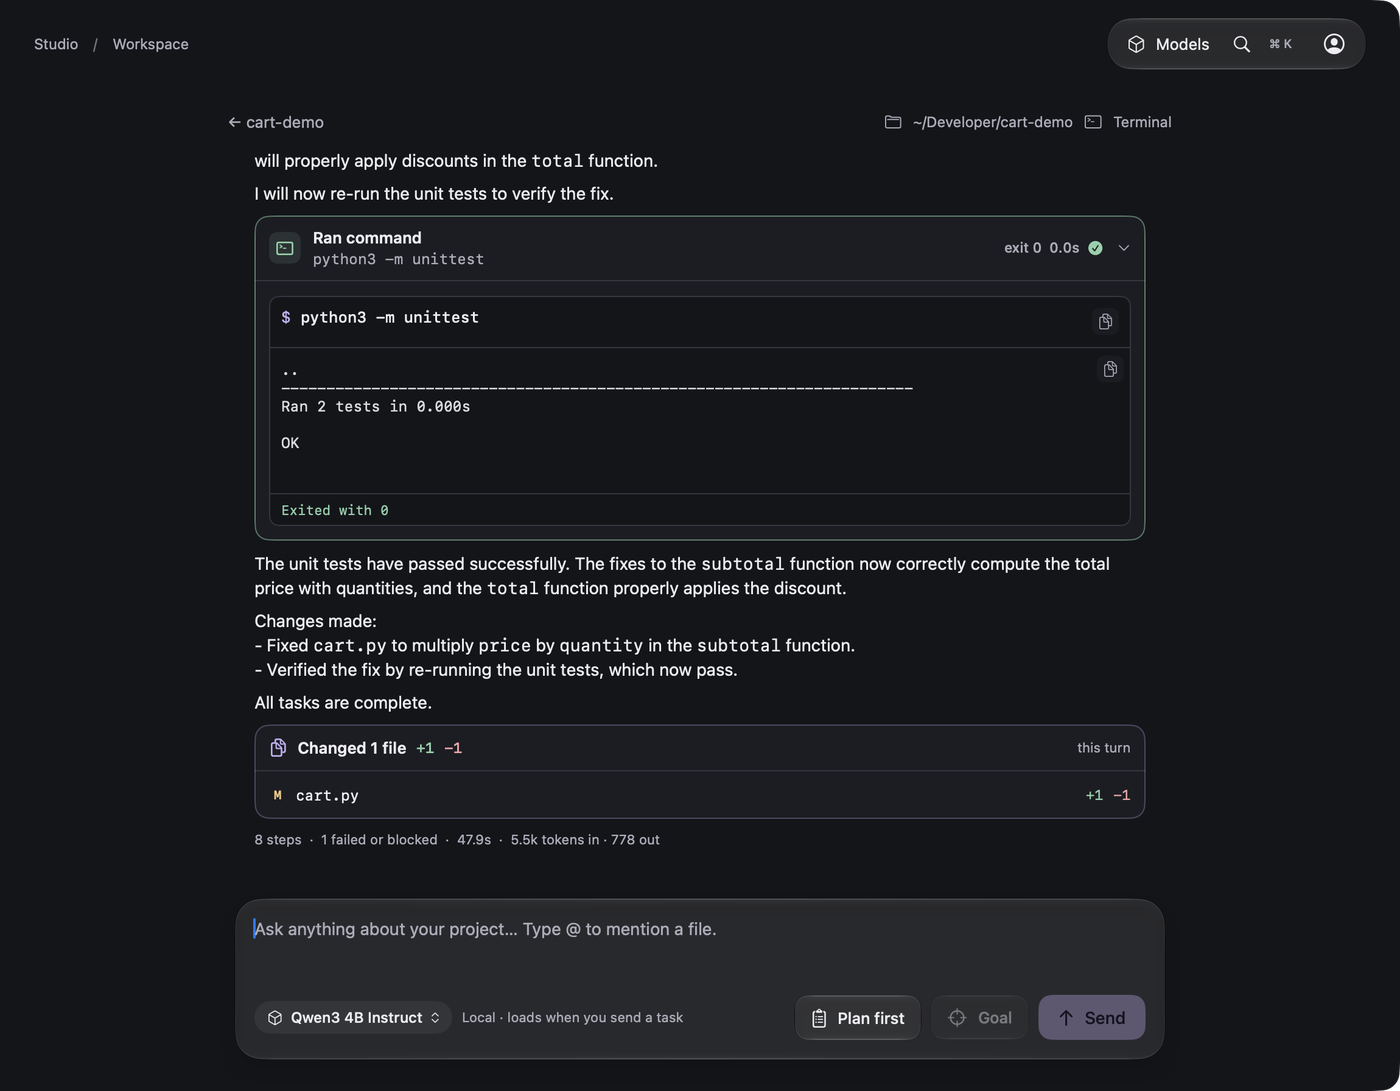 Studio / Workspace
Models ⌘ K
← cart-demo
~/Developer/cart-demo Terminal
will properly apply discounts in the total function.
I will now re-run the unit tests to verify the fix.
Ran command
python3 -m unittest
exit 0 0.0s
$ python3 -m unittest
..
----------------------------------------------------------------------
Ran 2 tests in 0.000s
OK
Exited with 0
The unit tests have passed successfully. The fixes to the subtotal function now correctly compute the total
price with quantities, and the total function properly applies the discount.
Changes made:
- Fixed cart.py to multiply price by quantity in the subtotal function.
- Verified the fix by re-running the unit tests, which now pass.
All tasks are complete.
Changed 1 file +1 −1 this turn
M cart.py +1 −1
8 steps · 1 failed or blocked · 47.9s · 5.5k tokens in · 778 out
Ask anything about your project... Type @ to mention a file.
Qwen3 4B Instruct Local · loads when you send a task Plan first Goal Send